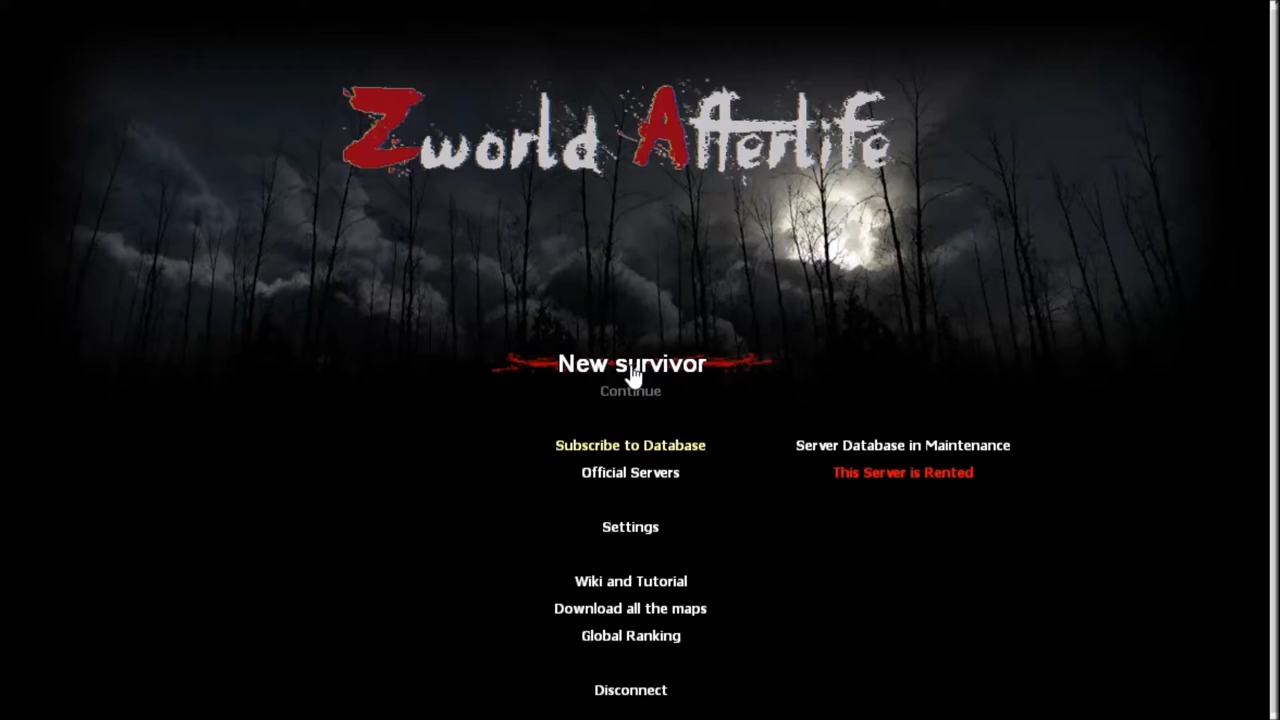 Zworld Afterlife
New survivor
Continue
Subscribe to Database
Server Database in Maintenance
Official Servers
This Server is Rented
Settings
Wiki and Tutorial
Download all the maps
Global Ranking
Disconnect